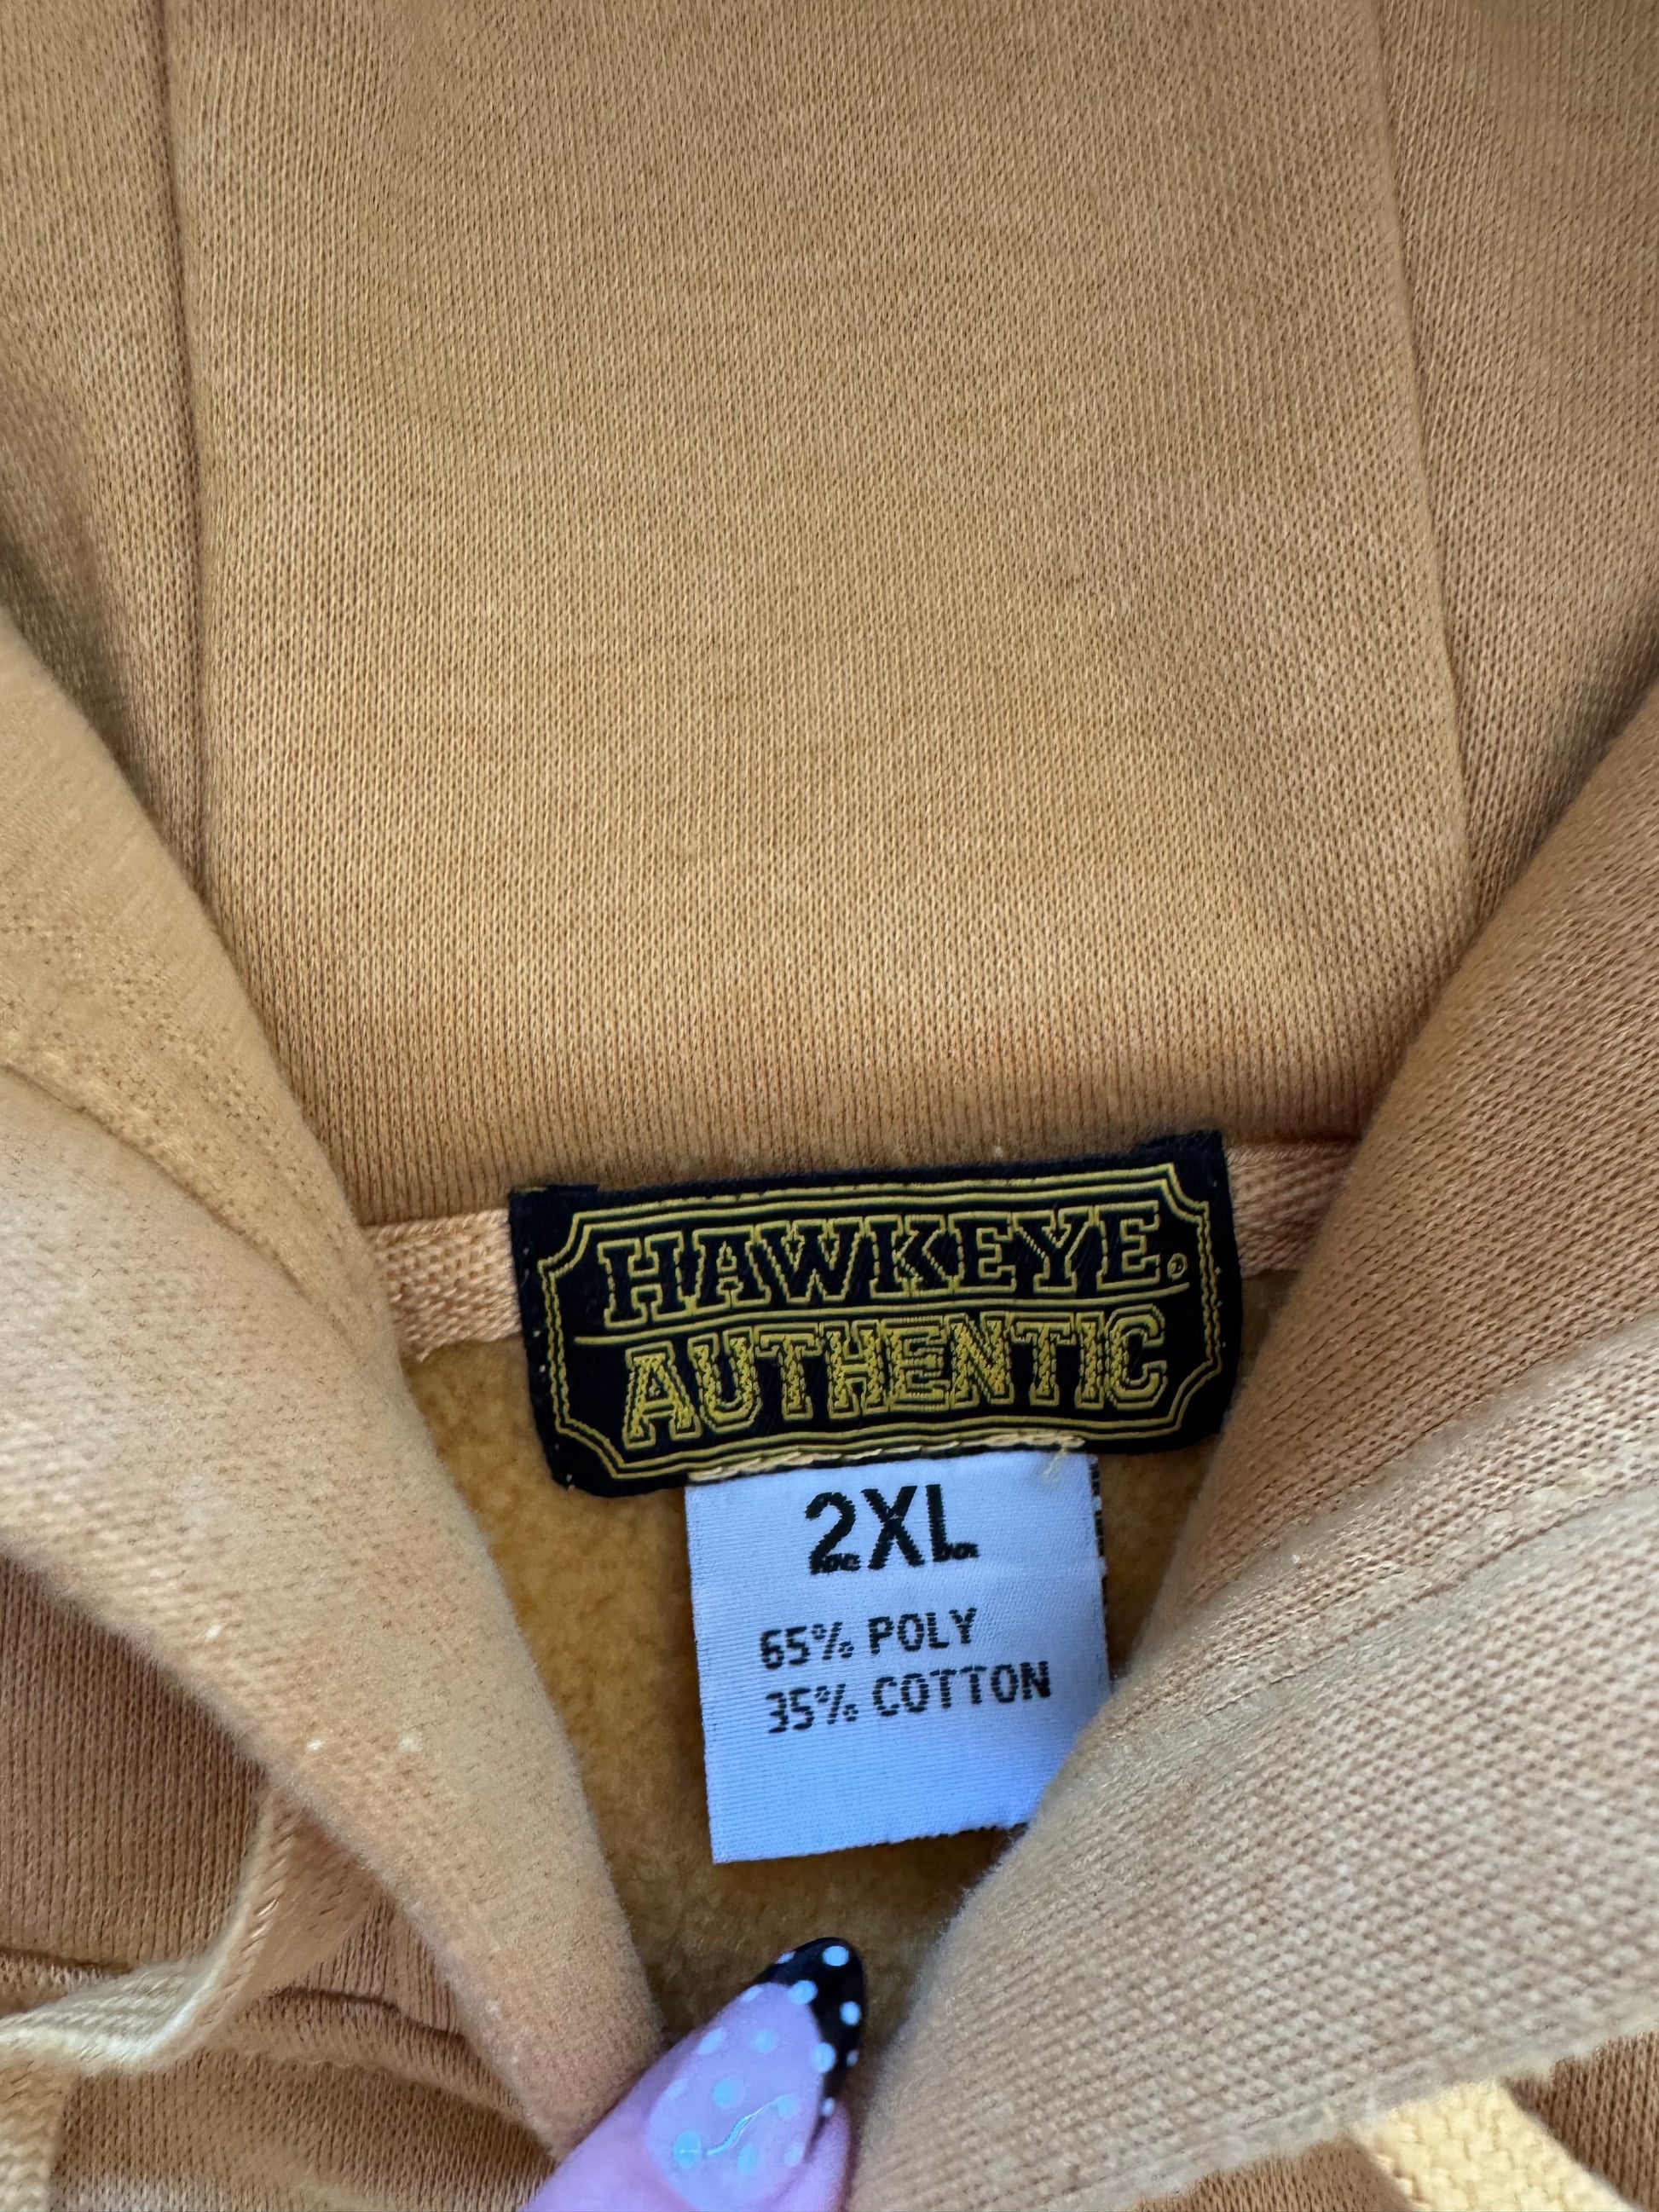 HAWKEYE.®
AUTHENTIC
2XL
65% POLY
35% COTTON